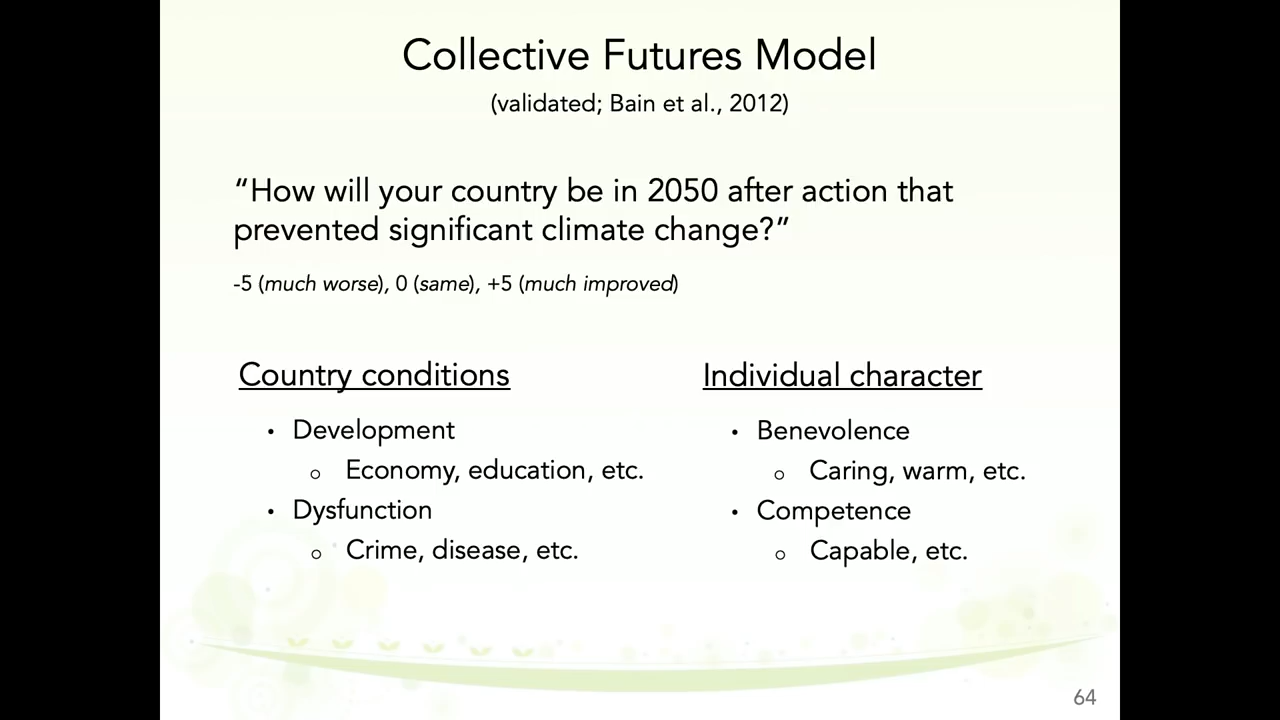 Collective Futures Model
(validated; Bain et al., 2012)
“How will your country be in 2050 after action that
prevented significant climate change?”
-5 (much worse), 0 (same), +5 (much improved)
Country conditions
• Development
○ Economy, education, etc.
• Dysfunction
○ Crime, disease, etc.
Individual character
• Benevolence
○ Caring, warm, etc.
• Competence
○ Capable, etc.
64